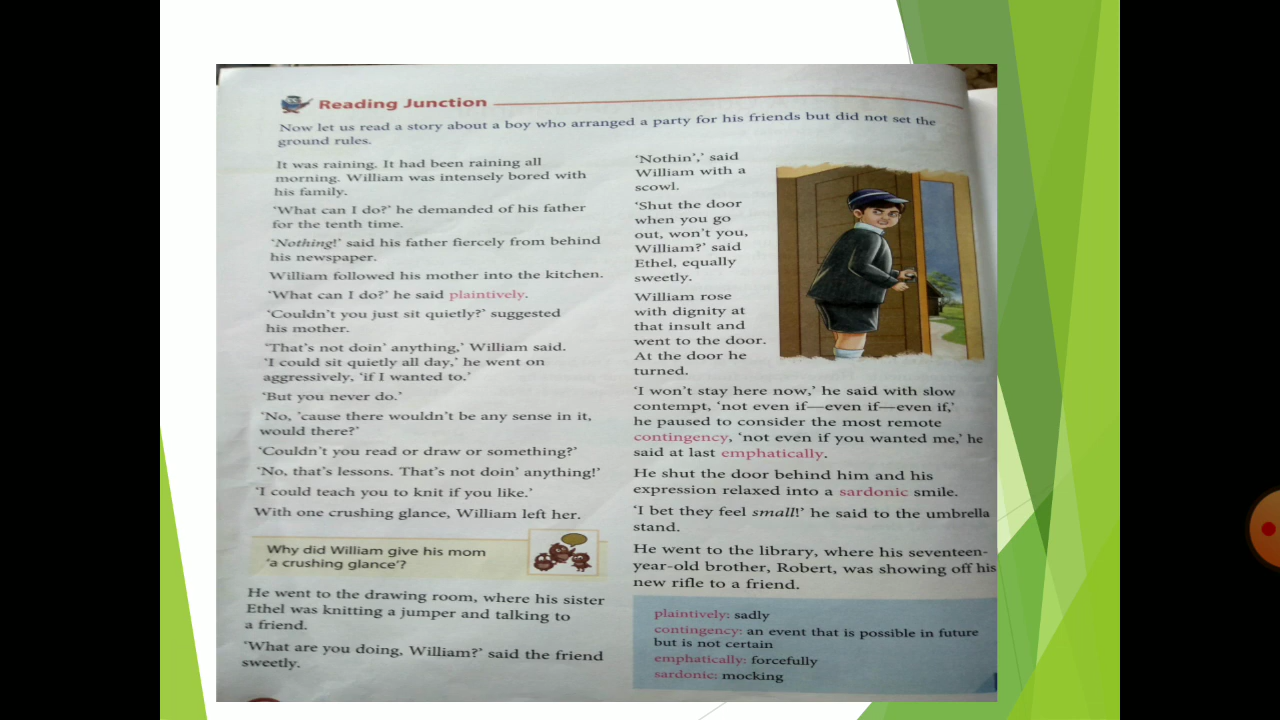 Reading Junction
Now let us read a story about a boy who arranged a party for his friends but did not set the
ground rules.
It was raining. It had been raining all
morning. William was intensely bored with
his family.
‘What can I do?’ he demanded of his father
for the tenth time.
‘Nothing!’ said his father fiercely from behind
his newspaper.
William followed his mother into the kitchen.
‘What can I do?’ he said plaintively.
‘Couldn’t you just sit quietly?’ suggested
his mother.
‘That’s not doin’ anything,’ William said.
‘I could sit quietly all day,’ he went on
aggressively, ‘if I wanted to.’
‘But you never do.’
‘No, ’cause there wouldn’t be any sense in it,
would there?’
‘Couldn’t you read or draw or something?’
‘No, that’s lessons. That’s not doin’ anything!’
‘I could teach you to knit if you like.’
With one crushing glance, William left her.
Why did William give his mom
‘a crushing glance’?
He went to the drawing room, where his sister
Ethel was knitting a jumper and talking to
a friend.
‘What are you doing, William?’ said the friend
sweetly.
‘Nothin’,’ said
William with a
scowl.
‘Shut the door
when you go
out, won’t you,
William?’ said
Ethel, equally
sweetly.
William rose
with dignity at
that insult and
went to the door.
At the door he
turned.
‘I won’t stay here now,’ he said with slow
contempt, ‘not even if—even if—even if,’
he paused to consider the most remote
contingency, ‘not even if you wanted me,’ he
said at last emphatically.
He shut the door behind him and his
expression relaxed into a sardonic smile.
‘I bet they feel small!’ he said to the umbrella
stand.
He went to the library, where his seventeen-
year-old brother, Robert, was showing off his
new rifle to a friend.
plaintively: sadly
contingency: an event that is possible in future
but is not certain
emphatically: forcefully
sardonic: mocking